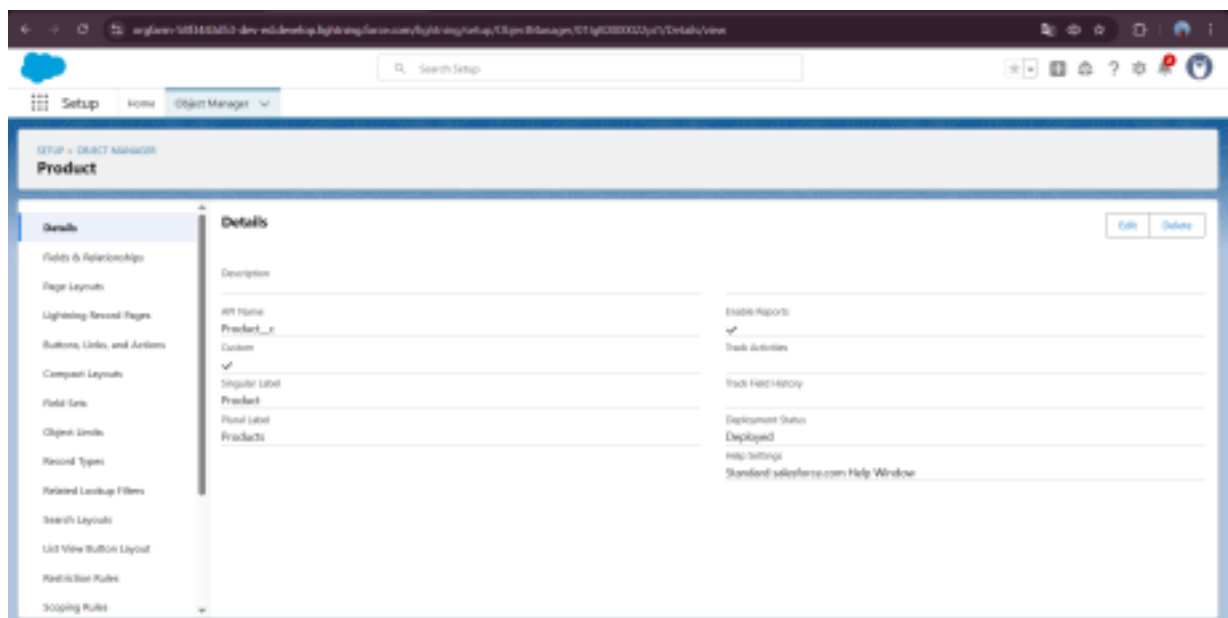 Search Setup
Setup
Home
Object Manager
SETUP > OBJECT MANAGER
Product
Details
Fields & Relationships
Page Layouts
Lightning Record Pages
Buttons, Links, and Actions
Compact Layouts
Field Sets
Object Limits
Record Types
Related Lookup Filters
Search Layouts
List View Button Layout
Restriction Rules
Scoping Rules
Details
Edit
Delete
Description
API Name
Product__c
Custom
Singular Label
Product
Plural Label
Products
Enable Reports
Track Activities
Track Field History
Deployment Status
Deployed
Help Settings
Standard salesforce.com Help Window